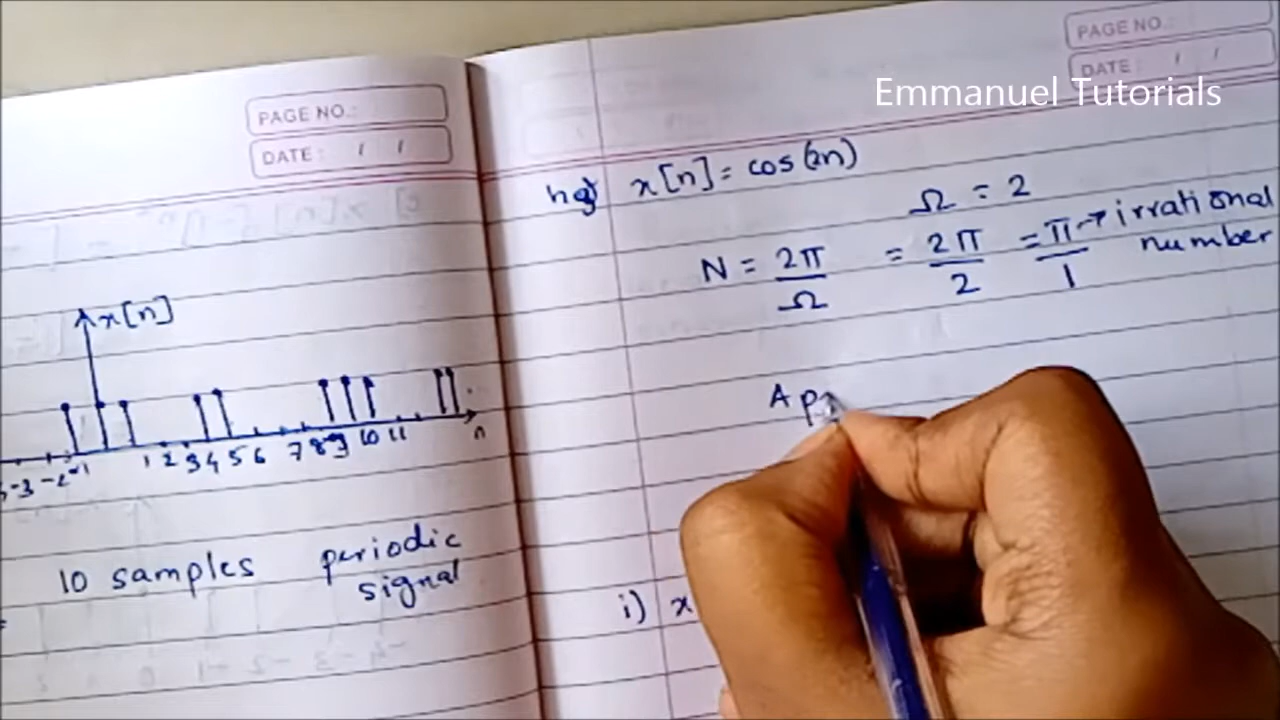 PAGE NO.:
DATE: / /
x[n]
-3 -2 -1 1 2 3 4 5 6 7 8 9 10 11 n
10 samples periodic
signal
PAGE NO.:
DATE: / /
Emmanuel Tutorials
x[n] = cos(2n)
Ω = 2
N = 2π/Ω = 2π/2 = π/1 → irrational
number
Ap
i) x